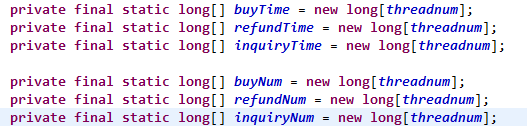 private final static long[] buyTime = new long[threadnum];
private final static long[] refundTime = new long[threadnum];
private final static long[] inquiryTime = new long[threadnum];
private final static long[] buyNum = new long[threadnum];
private final static long[] refundNum = new long[threadnum];
private final static long[] inquiryNum = new long[threadnum];